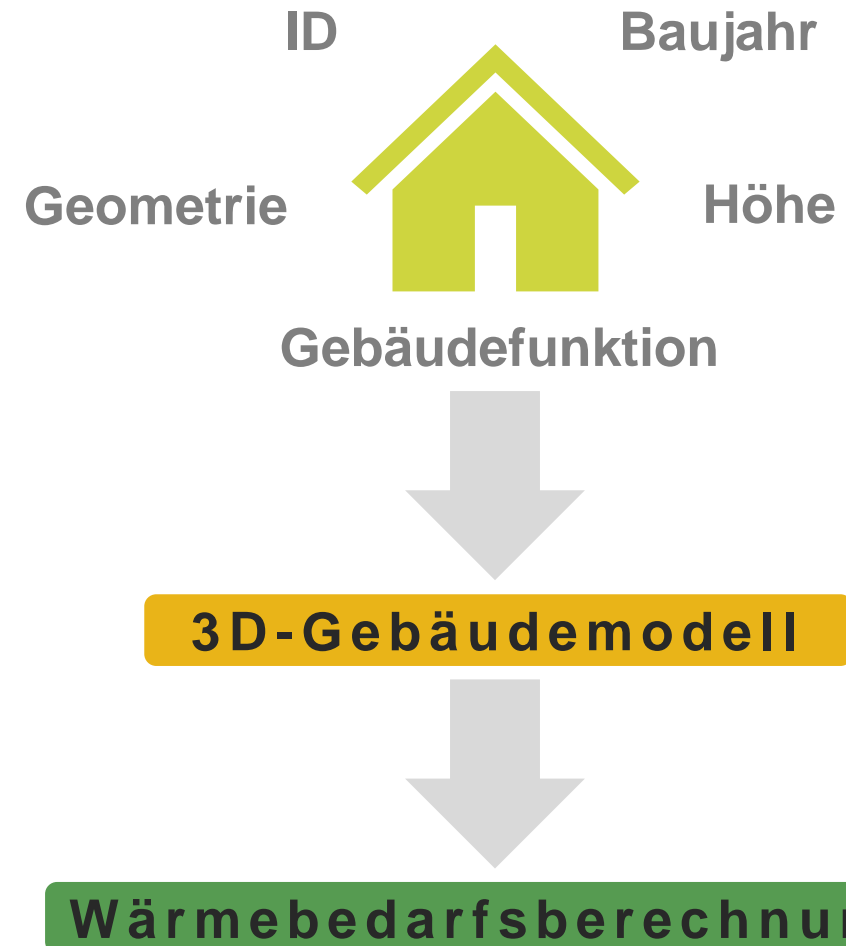 ID Baujahr
Geometrie Höhe
Gebäudefunktion
3D-Gebäudemodell
Wärmebedarfsberechnu